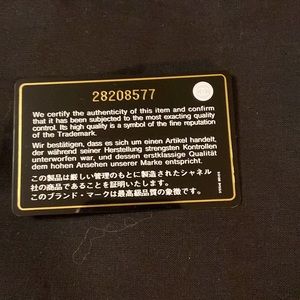 28208577
We certify the authenticity of this item and confirm
that it has been subjected to the most exacting quality
control. Its high quality is a symbol of the fine reputation
of the Trademark.
Wir bestätigen, dass es sich um einen Artikel handelt,
der während seiner Herstellung strengsten Kontrollen
unterworfen war, und dessen erstklassige Qualität
dem hohen Ansehen unserer Marke entspricht.
この製品は厳しい管理のもとに製造されたシャネル
社の商品であることを証明いたします。
このブランド・マークは最高級品質の象徴です。